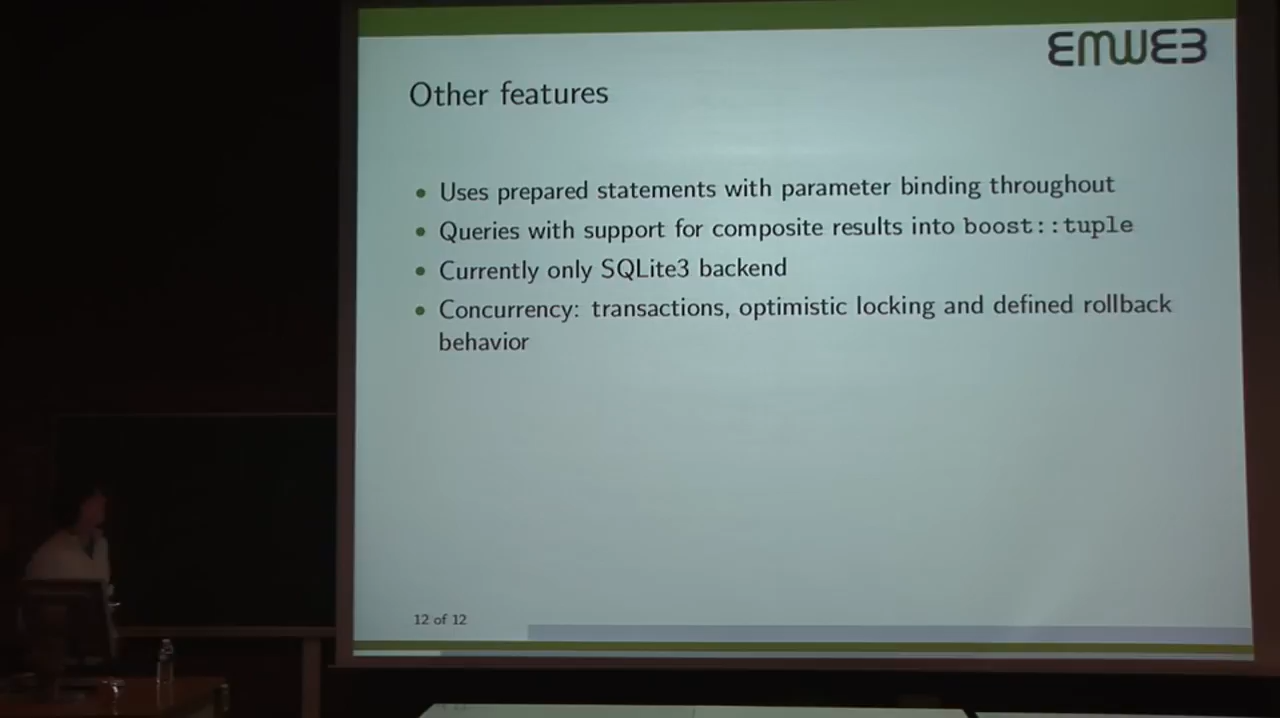 EMWEB
Other features
• Uses prepared statements with parameter binding throughout
• Queries with support for composite results into boost::tuple
• Currently only SQLite3 backend
• Concurrency: transactions, optimistic locking and defined rollback
behavior
12 of 12